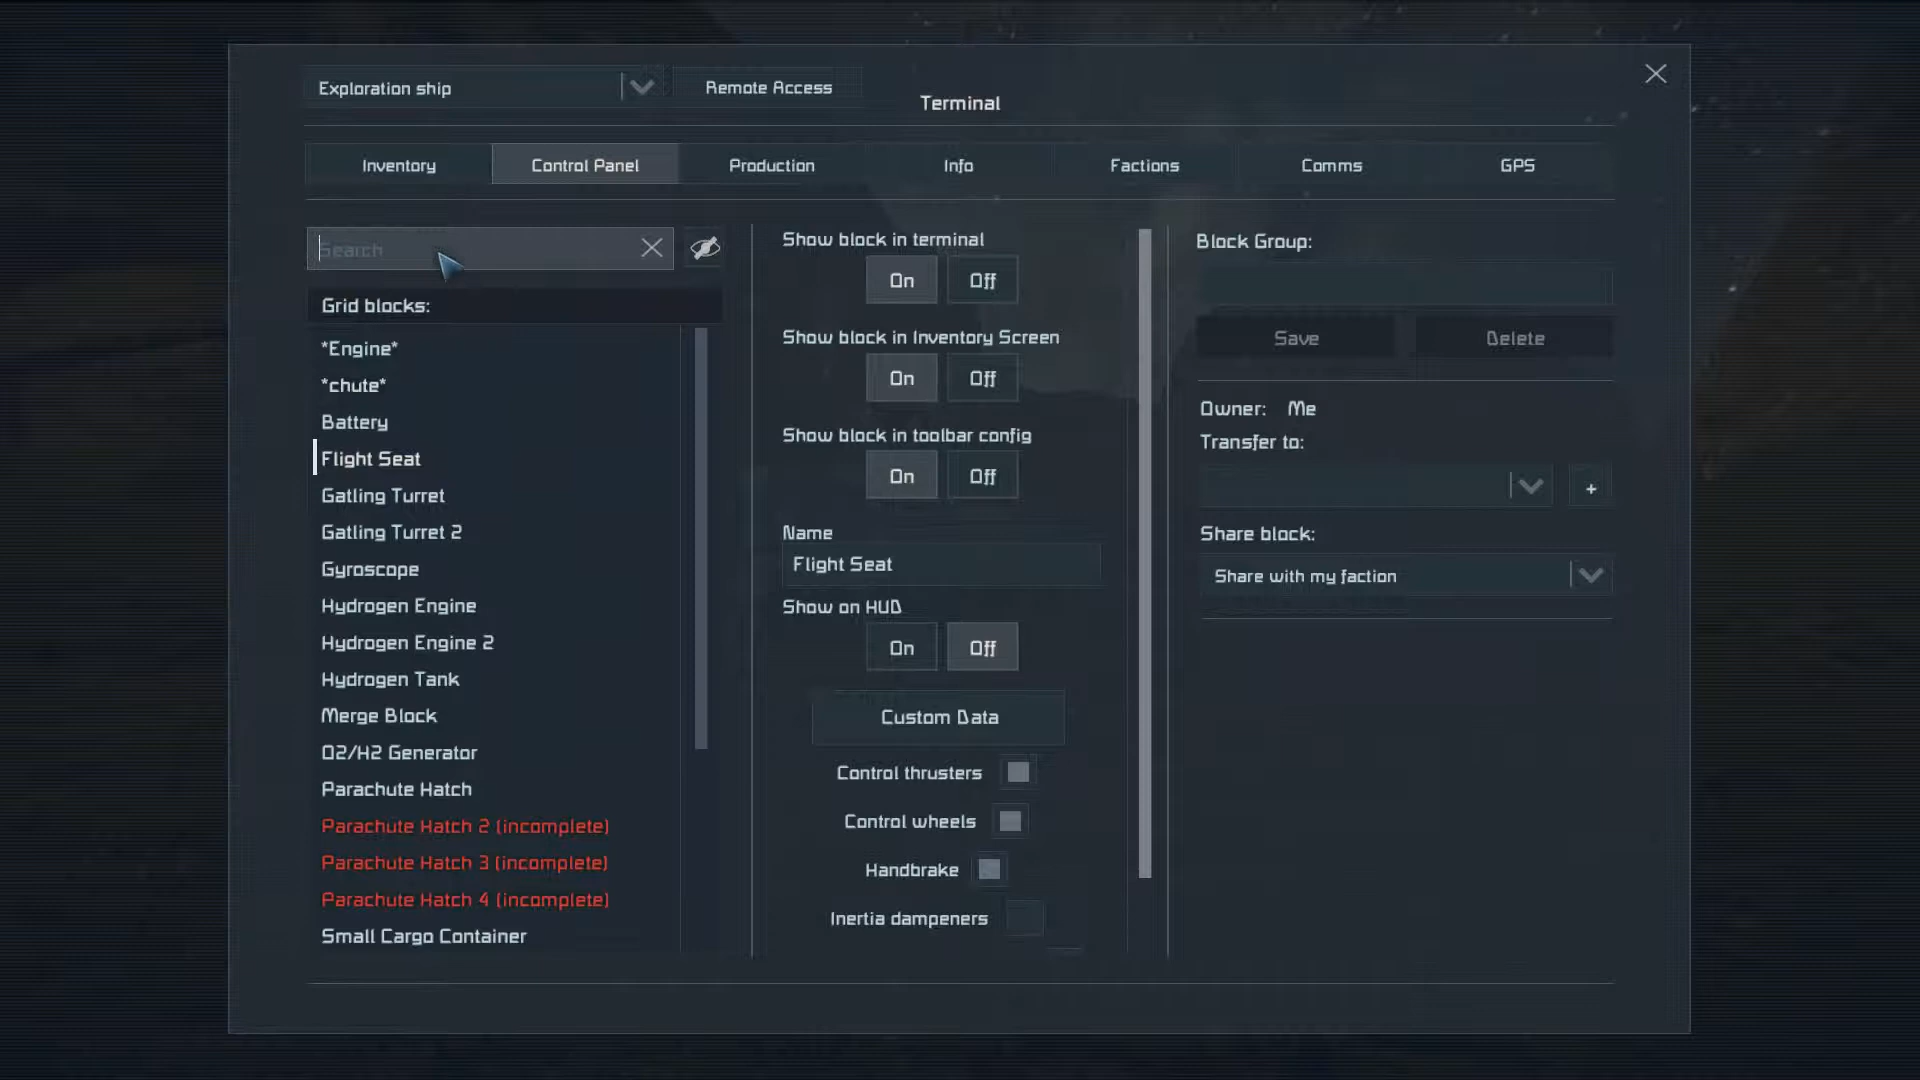 Exploration ship
Remote Access
Terminal
Inventory
Control Panel
Production
Info
Factions
Comms
GPS
Search
Grid blocks:
*Engine*
*chute*
Battery
Flight Seat
Gatling Turret
Gatling Turret 2
Gyroscope
Hydrogen Engine
Hydrogen Engine 2
Hydrogen Tank
Merge Block
O2/H2 Generator
Parachute Hatch
Parachute Hatch 2 (incomplete)
Parachute Hatch 3 (incomplete)
Parachute Hatch 4 (incomplete)
Small Cargo Container
Show block in terminal
On Off
Show block in Inventory Screen
On Off
Show block in toolbar config
On Off
Name
Flight Seat
Show on HUD
On Off
Custom Data
Control thrusters
Control wheels
Handbrake
Inertia dampeners
Block Group:
Save Delete
Owner: Me
Transfer to:
+
Share block:
Share with my faction